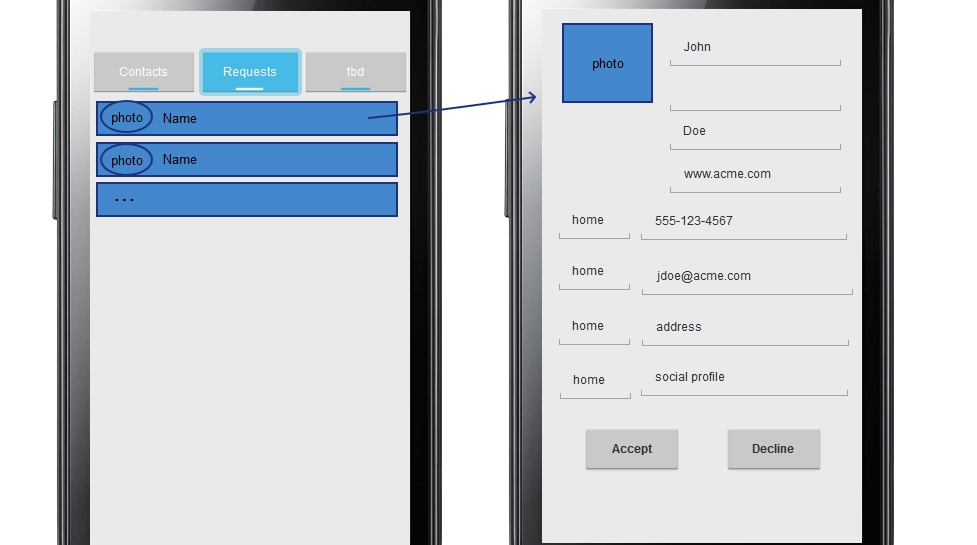 Contacts Requests tbd
photo Name
photo Name
- - -
photo
John
Doe
www.acme.com
home 555-123-4567
home jdoe@acme.com
home address
home social profile
Accept Decline